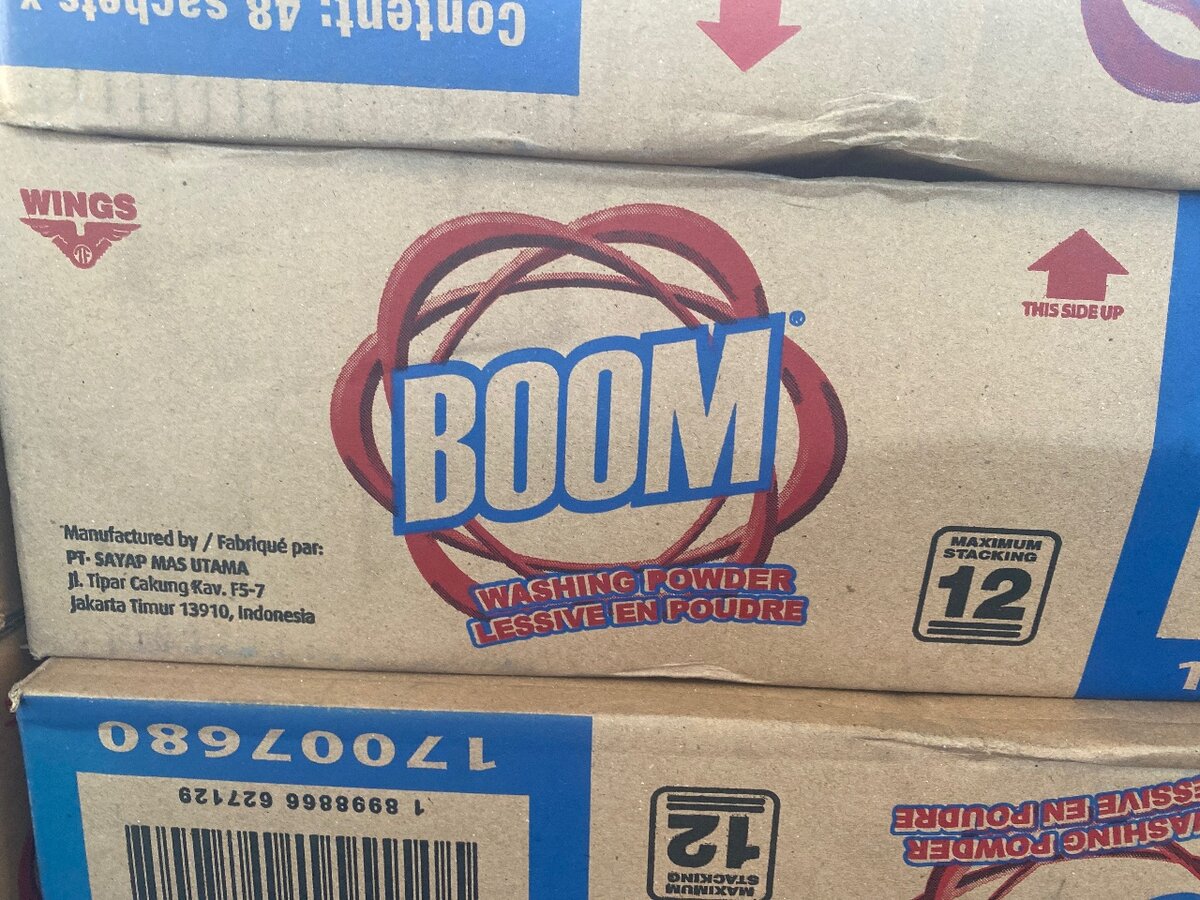 Content: 48 sachets x
WINGS
BOOM®
THIS SIDE UP
Manufactured by / Fabriqué par:
PT. SAYAP MAS UTAMA
Jl. Tipar Cakung Kav. F5-7
Jakarta Timur 13910, Indonesia
WASHING POWDER
LESSIVE EN POUDRE
MAXIMUM
STACKING
12
17007680
1 8998866 627129
MAXIMUM
STACKING
12
WASHING POWDER
LESSIVE EN POUDRE